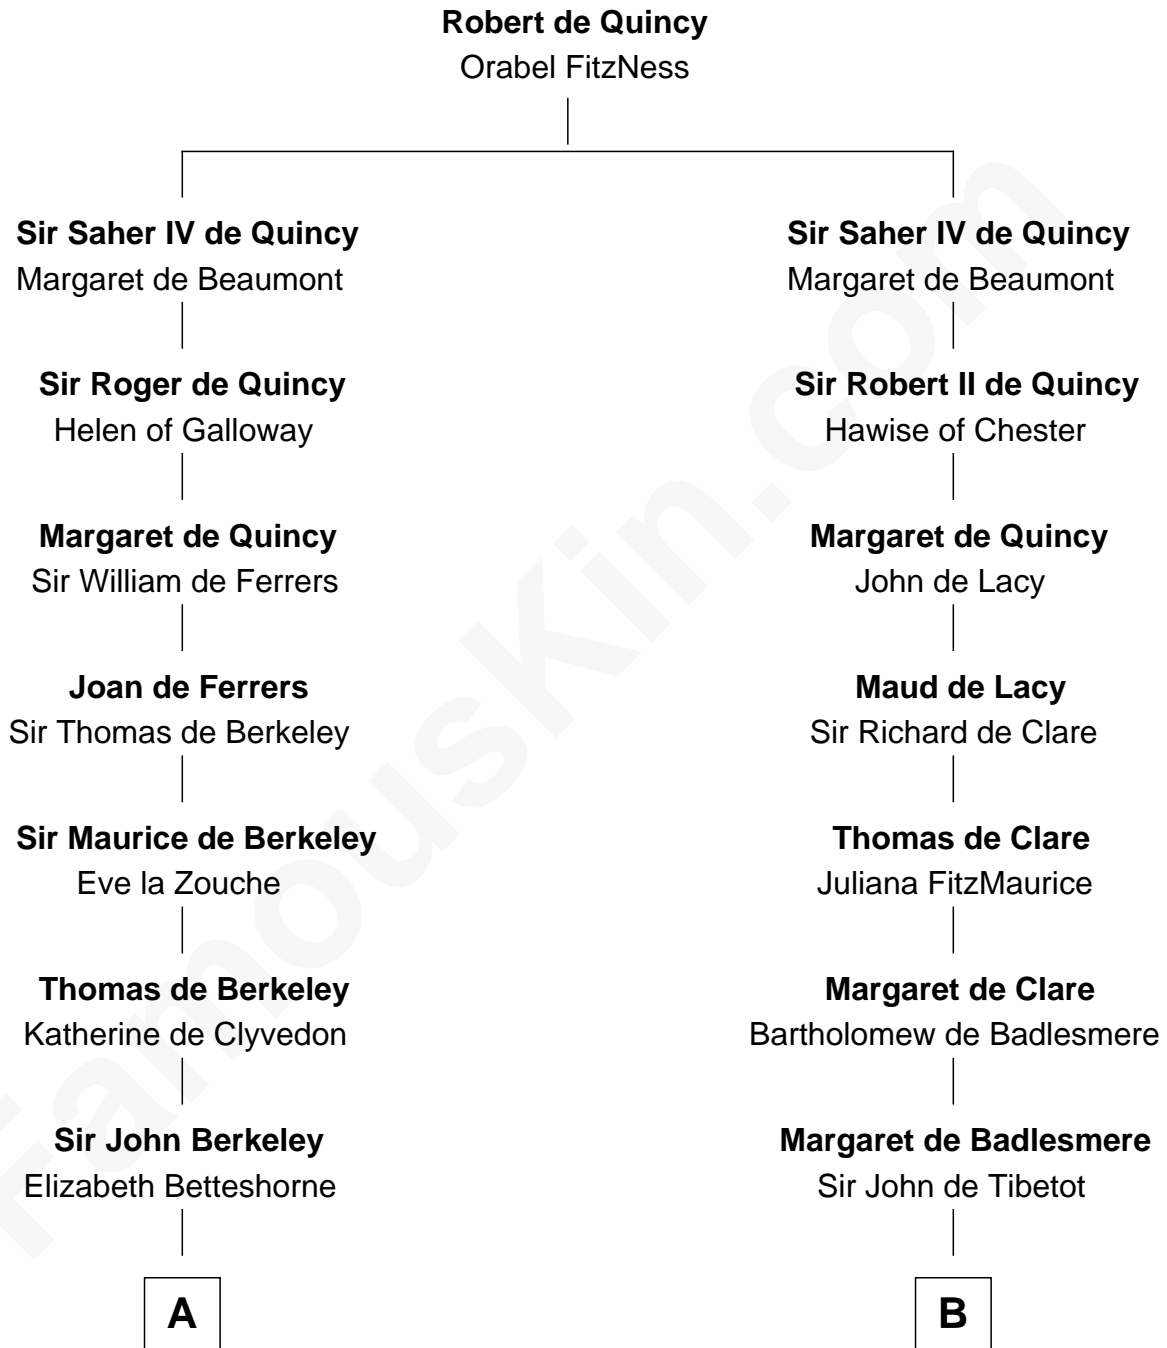 Robert de Quincy
Orabel FitzNess
Sir Saher IV de Quincy
Margaret de Beaumont
Sir Saher IV de Quincy
Margaret de Beaumont
Sir Roger de Quincy
Helen of Galloway
Sir Robert II de Quincy
Hawise of Chester
Margaret de Quincy
Sir William de Ferrers
Margaret de Quincy
John de Lacy
Joan de Ferrers
Sir Thomas de Berkeley
Maud de Lacy
Sir Richard de Clare
Sir Maurice de Berkeley
Eve la Zouche
Thomas de Clare
Juliana FitzMaurice
Thomas de Berkeley
Katherine de Clyvedon
Margaret de Clare
Bartholomew de Badlesmere
Sir John Berkeley
Elizabeth Betteshorne
Margaret de Badlesmere
Sir John de Tibetot
A
B
FamousKin.com